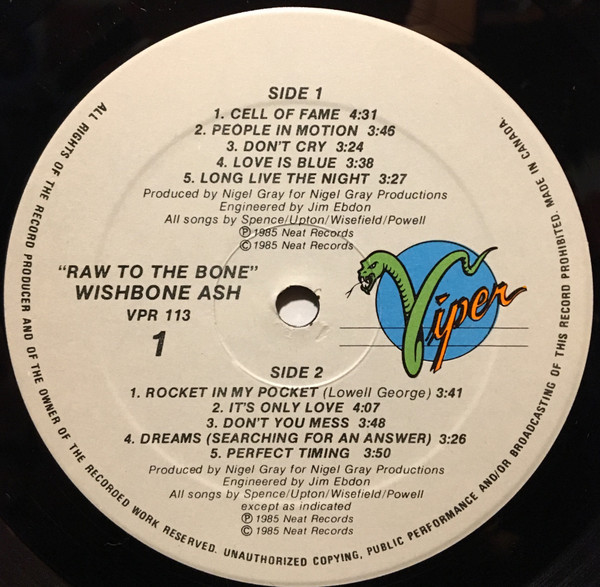 SIDE 1
1. CELL OF FAME 4:31
2. PEOPLE IN MOTION 3:46
3. DON'T CRY 3:24
4. LOVE IS BLUE 3:38
5. LONG LIVE THE NIGHT 3:27
Produced by Nigel Gray for Nigel Gray Productions
Engineered by Jim Ebdon
All songs by Spence/Upton/Wisefield/Powell
Ⓟ 1985 Neat Records
© 1985 Neat Records
"RAW TO THE BONE"
WISHBONE ASH
VPR 113
1
Viper
SIDE 2
1. ROCKET IN MY POCKET (Lowell George) 3:41
2. IT'S ONLY LOVE 4:07
3. DON'T YOU MESS 3:48
4. DREAMS (SEARCHING FOR AN ANSWER) 3:26
5. PERFECT TIMING 3:50
Produced by Nigel Gray for Nigel Gray Productions
Engineered by Jim Ebdon
All songs by Spence/Upton/Wisefield/Powell
except as indicated
Ⓟ 1985 Neat Records
© 1985 Neat Records
ALL RIGHTS OF THE RECORD PRODUCER AND OF THE OWNER OF THE RECORDED WORK RESERVED. UNAUTHORIZED COPYING, PUBLIC PERFORMANCE AND/OR BROADCASTING OF THIS RECORD PROHIBITED. MADE IN CANADA.